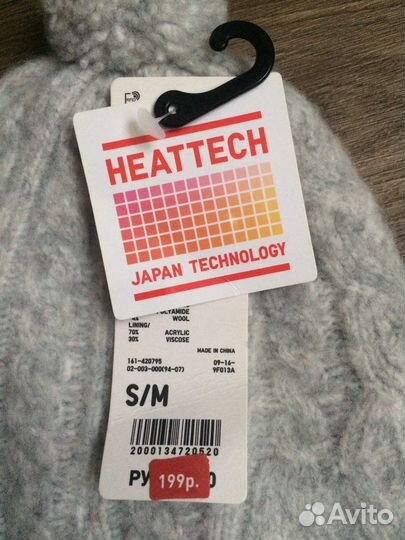 RFID
HEATTECH
JAPAN TECHNOLOGY
WOOL
LINING/
70% ACRYLIC
30% VISCOSE
MADE IN CHINA
161-420795 09-16-
02-003-000(94-07) 9F013A
S/M
2000134720520
199р.
Avito